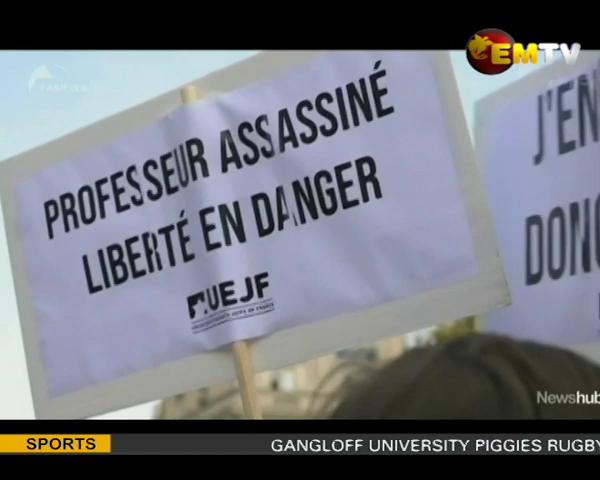 EMTV
PROFESSEUR ASSASSINÉ
LIBERTÉ EN DANGER
UEJF
J'EN
DONC
Newshub
SPORTS
GANGLOFF UNIVERSITY PIGGIES RUGBY